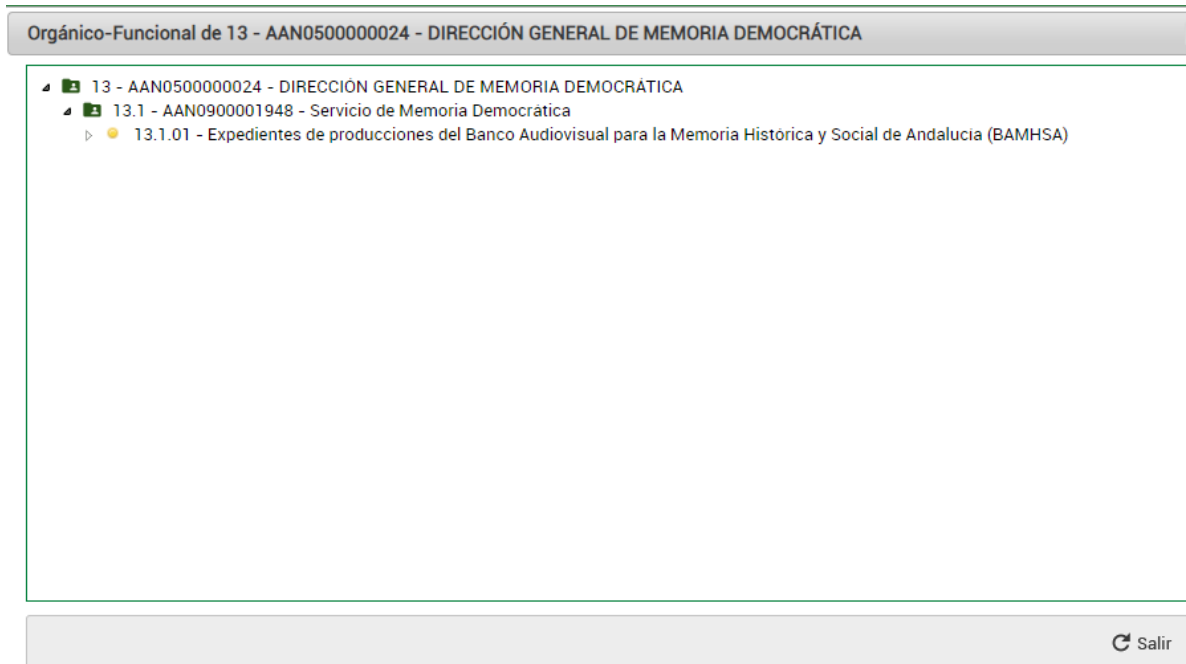 Orgánico-Funcional de 13 - AAN0500000024 - DIRECCIÓN GENERAL DE MEMORIA DEMOCRÁTICA
13 - AAN0500000024 - DIRECCIÓN GENERAL DE MEMORIA DEMOCRÁTICA
13.1 - AAN0900001948 - Servicio de Memoria Democrática
13.1.01 - Expedientes de producciones del Banco Audiovisual para la Memoria Histórica y Social de Andalucía (BAMHSA)
Salir